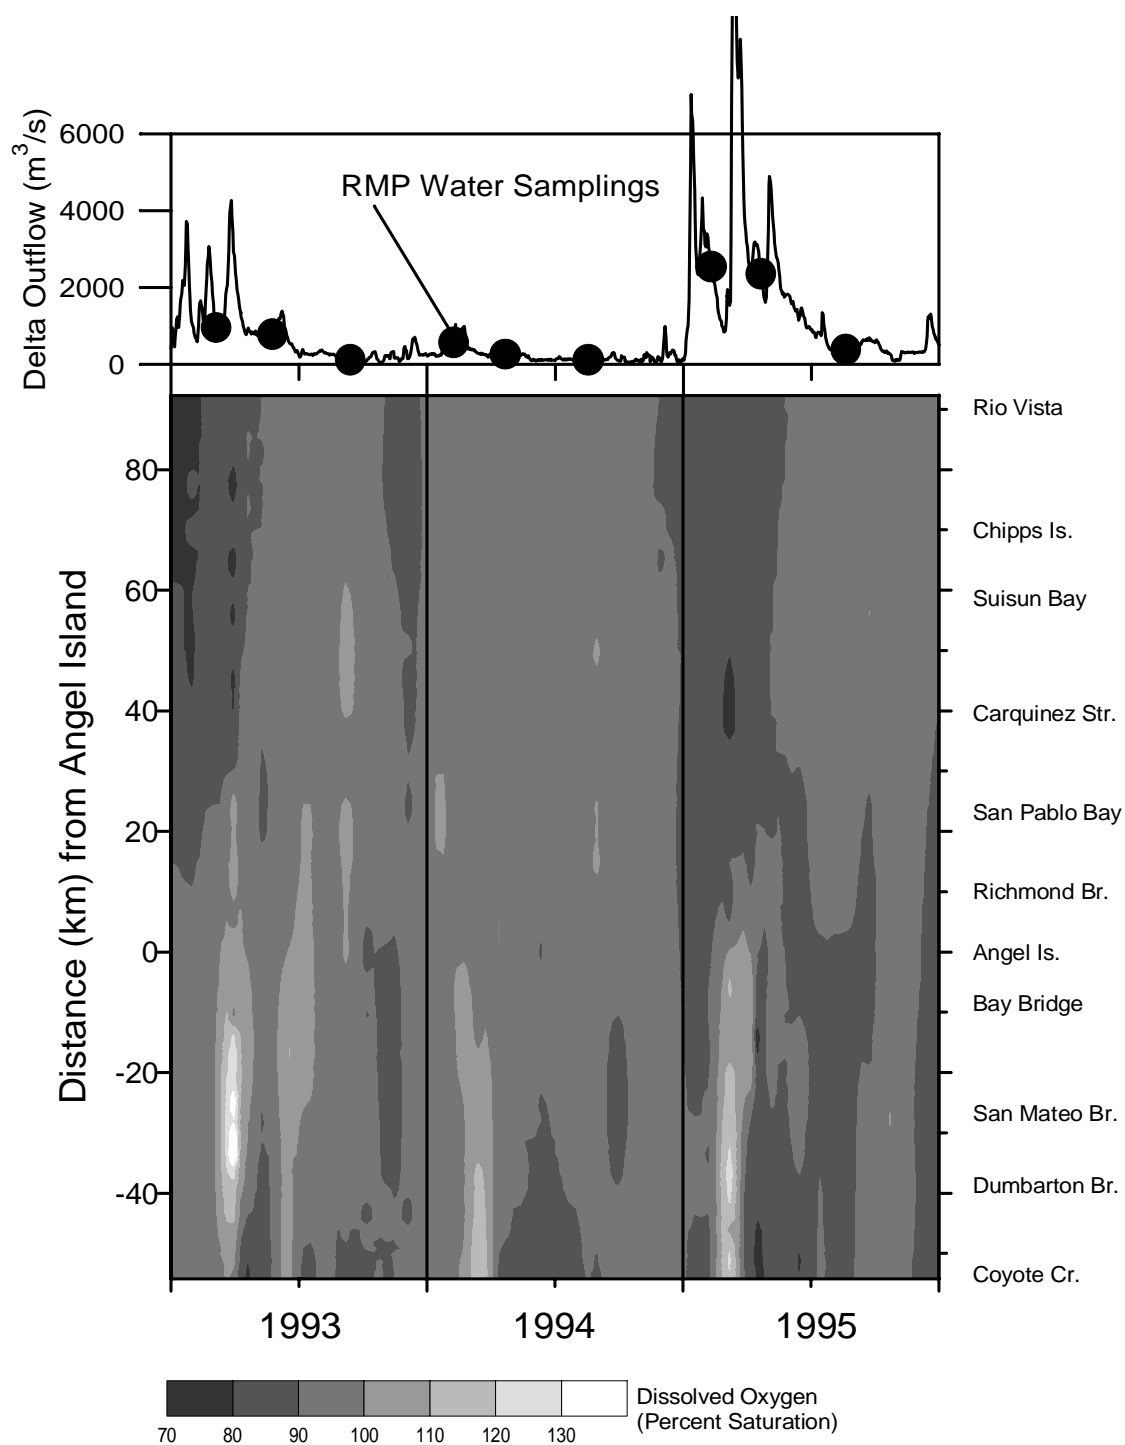 6000
4000
2000
0
Delta Outflow (m3/s)
RMP Water Samplings
80
60
40
20
0
-20
-40
Distance (km) from Angel Island
Rio Vista
Chipps Is.
Suisun Bay
Carquinez Str.
San Pablo Bay
Richmond Br.
Angel Is.
Bay Bridge
San Mateo Br.
Dumbarton Br.
Coyote Cr.
1993 1994 1995
Dissolved Oxygen
(Percent Saturation)
70 80 90 100 110 120 130